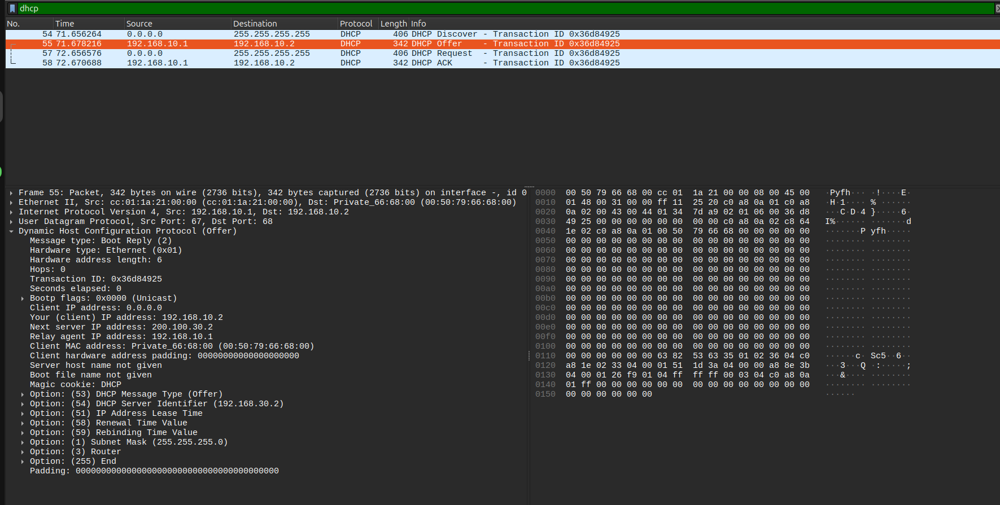 dhcp
No. Time Source Destination Protocol Length Info
54 71.656264 0.0.0.0 255.255.255.255 DHCP 406 DHCP Discover - Transaction ID 0x36d84925
55 71.678216 192.168.10.1 192.168.10.2 DHCP 342 DHCP Offer - Transaction ID 0x36d84925
57 72.656576 0.0.0.0 255.255.255.255 DHCP 406 DHCP Request - Transaction ID 0x36d84925
58 72.670688 192.168.10.1 192.168.10.2 DHCP 342 DHCP ACK - Transaction ID 0x36d84925
Frame 55: Packet, 342 bytes on wire (2736 bits), 342 bytes captured (2736 bits) on interface -, id 0
Ethernet II, Src: cc:01:1a:21:00:00 (cc:01:1a:21:00:00), Dst: Private_66:68:00 (00:50:79:66:68:00)
Internet Protocol Version 4, Src: 192.168.10.1, Dst: 192.168.10.2
User Datagram Protocol, Src Port: 67, Dst Port: 68
Dynamic Host Configuration Protocol (Offer)
Message type: Boot Reply (2)
Hardware type: Ethernet (0x01)
Hardware address length: 6
Hops: 0
Transaction ID: 0x36d84925
Seconds elapsed: 0
Bootp flags: 0x0000 (Unicast)
Client IP address: 0.0.0.0
Your (client) IP address: 192.168.10.2
Next server IP address: 200.100.30.2
Relay agent IP address: 192.168.10.1
Client MAC address: Private_66:68:00 (00:50:79:66:68:00)
Client hardware address padding: 00000000000000000000
Server host name not given
Boot file name not given
Magic cookie: DHCP
Option: (53) DHCP Message Type (Offer)
Option: (54) DHCP Server Identifier (192.168.30.2)
Option: (51) IP Address Lease Time
Option: (58) Renewal Time Value
Option: (59) Rebinding Time Value
Option: (1) Subnet Mask (255.255.255.0)
Option: (3) Router
Option: (255) End
Padding: 0000000000000000000000000000000000000000
0000 00 50 79 66 68 00 cc 01 1a 21 00 00 08 00 45 00 ·Pyfh··· ·!····E·
0010 01 48 00 31 00 00 ff 11 25 20 c0 a8 0a 01 c0 a8 ·H·1···· % ······
0020 0a 02 00 43 00 44 01 34 7d a9 02 01 06 00 36 d8 ···C·D·4 }·····6·
0030 49 25 00 00 00 00 00 00 00 00 c0 a8 0a 02 c8 64 I%······ ·······d
0040 1e 02 c0 a8 0a 01 00 50 79 66 68 00 00 00 00 00 ·······P yfh·····
0050 00 00 00 00 00 00 00 00 00 00 00 00 00 00 00 00 ········ ········
0060 00 00 00 00 00 00 00 00 00 00 00 00 00 00 00 00 ········ ········
0070 00 00 00 00 00 00 00 00 00 00 00 00 00 00 00 00 ········ ········
0080 00 00 00 00 00 00 00 00 00 00 00 00 00 00 00 00 ········ ········
0090 00 00 00 00 00 00 00 00 00 00 00 00 00 00 00 00 ········ ········
00a0 00 00 00 00 00 00 00 00 00 00 00 00 00 00 00 00 ········ ········
00b0 00 00 00 00 00 00 00 00 00 00 00 00 00 00 00 00 ········ ········
00c0 00 00 00 00 00 00 00 00 00 00 00 00 00 00 00 00 ········ ········
00d0 00 00 00 00 00 00 00 00 00 00 00 00 00 00 00 00 ········ ········
00e0 00 00 00 00 00 00 00 00 00 00 00 00 00 00 00 00 ········ ········
00f0 00 00 00 00 00 00 00 00 00 00 00 00 00 00 00 00 ········ ········
0100 00 00 00 00 00 00 00 00 00 00 00 00 00 00 00 00 ········ ········
0110 00 00 00 00 00 00 63 82 53 63 35 01 02 36 04 c0 ······c· Sc5··6··
0120 a8 1e 02 33 04 00 01 51 1d 3a 04 00 00 a8 8e 3b ···3···Q ·:·····;
0130 04 00 01 26 f9 01 04 ff ff ff 00 03 04 c0 a8 0a ···&···· ········
0140 01 ff 00 00 00 00 00 00 00 00 00 00 00 00 00 00 ········ ········
0150 00 00 00 00 00 00 ······